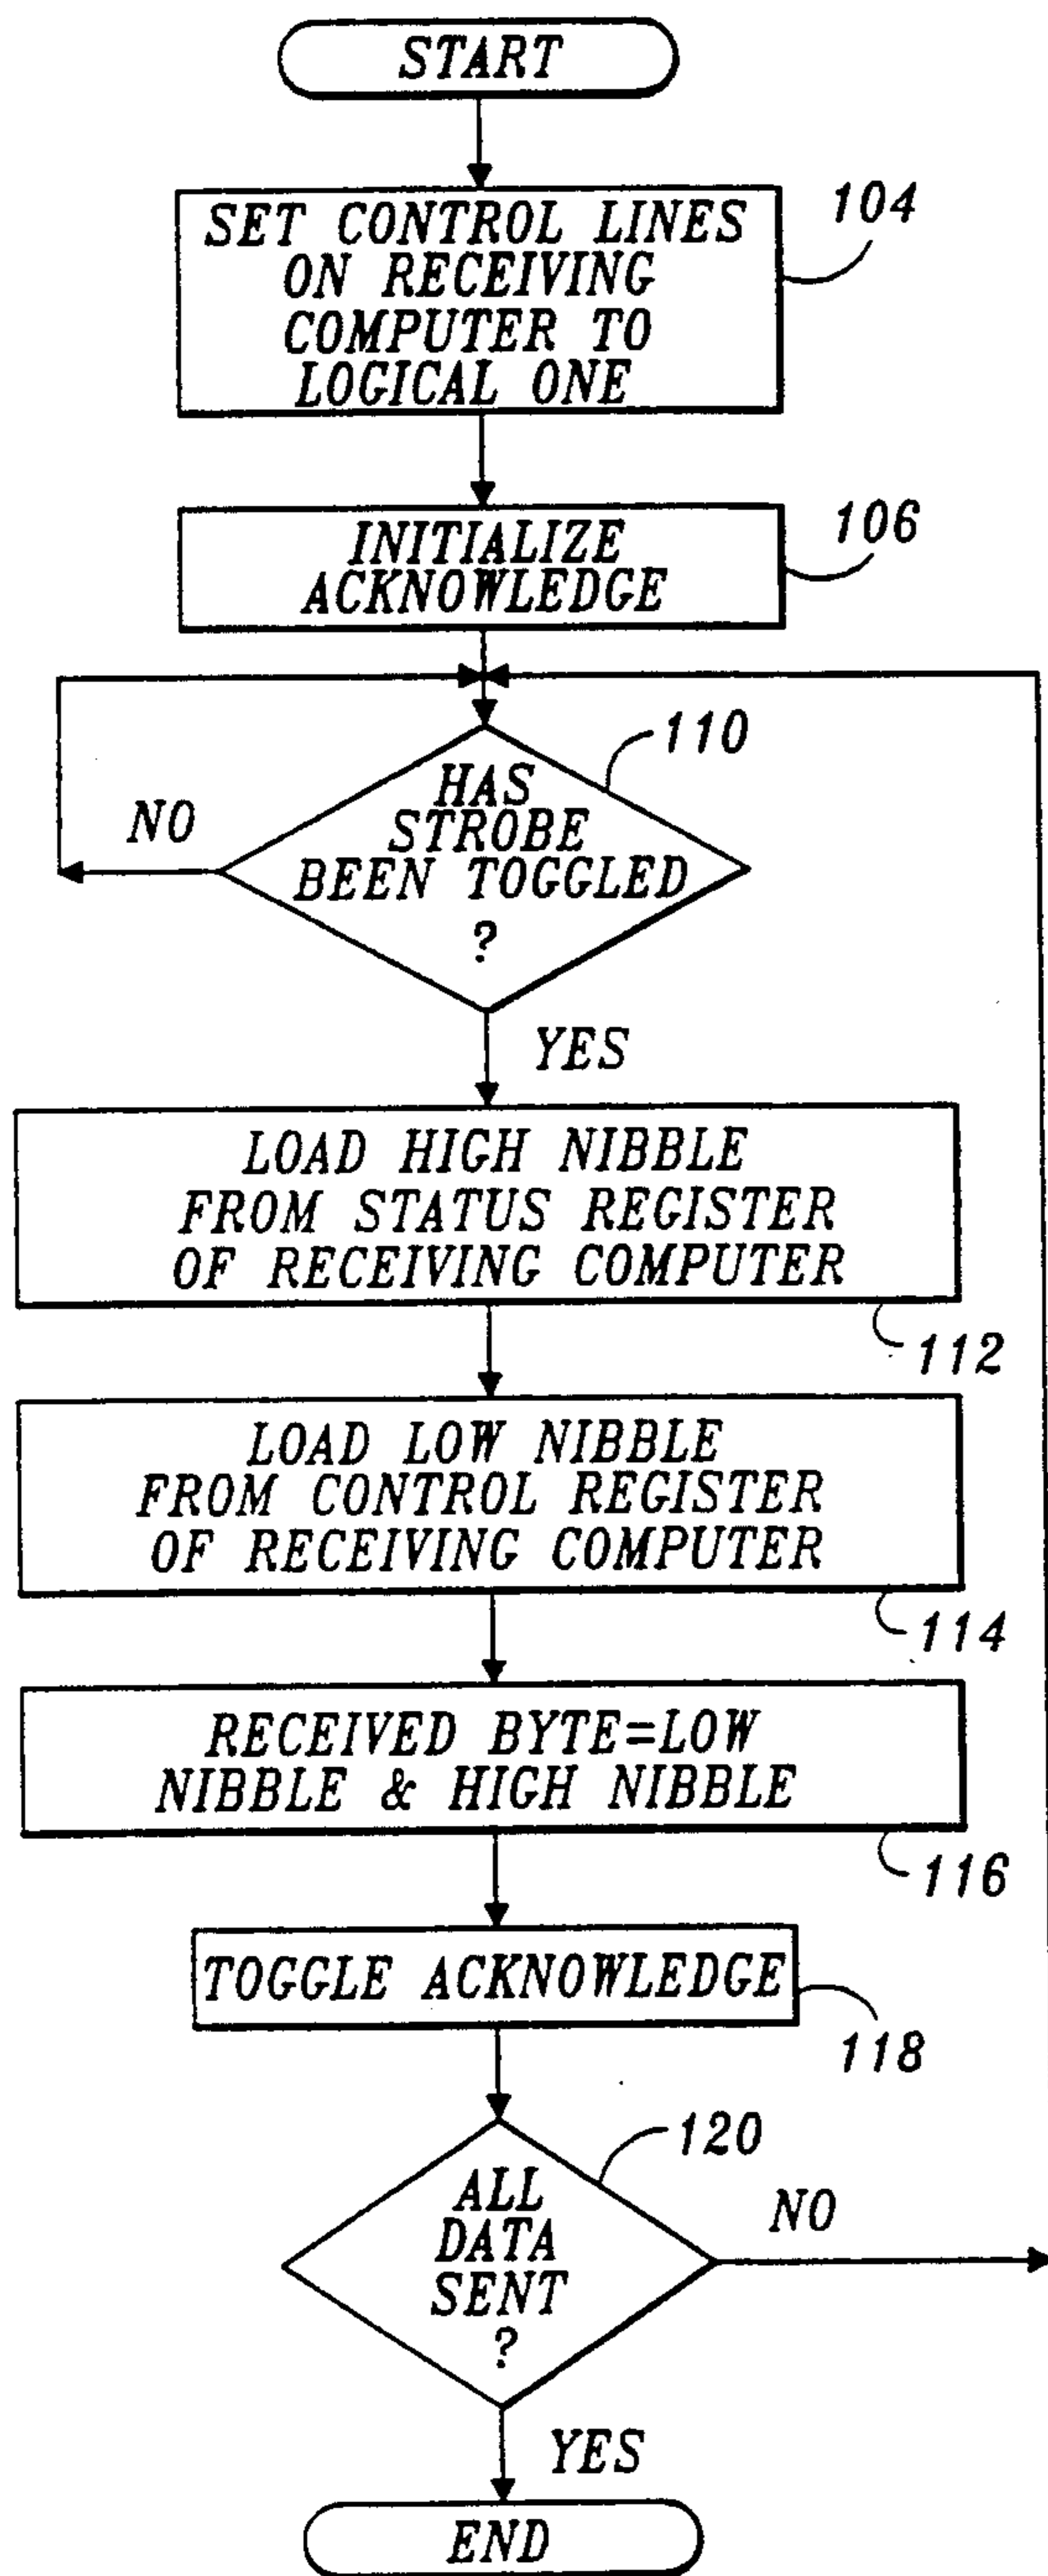 START
SET CONTROL LINES
ON RECEIVING
COMPUTER TO
LOGICAL ONE
104
INITIALIZE
ACKNOWLEDGE
106
HAS
STROBE
BEEN TOGGLED
?
110
NO
YES
LOAD HIGH NIBBLE
FROM STATUS REGISTER
OF RECEIVING COMPUTER
112
LOAD LOW NIBBLE
FROM CONTROL REGISTER
OF RECEIVING COMPUTER
114
RECEIVED BYTE=LOW
NIBBLE & HIGH NIBBLE
116
TOGGLE ACKNOWLEDGE
118
ALL
DATA
SENT
?
120
NO
YES
END